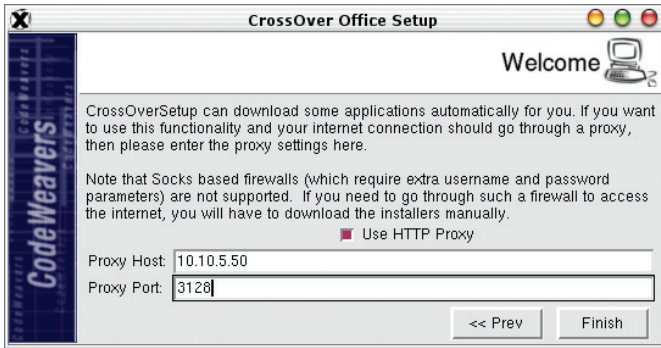 CrossOver Office Setup
Welcome
CodeWeavers
CrossOverSetup can download some applications automatically for you. If you want
to use this functionality and your internet connection should go through a proxy,
then please enter the proxy settings here.
Note that Socks based firewalls (which require extra username and password
parameters) are not supported. If you need to go through such a firewall to access
the internet, you will have to download the installers manually.
Use HTTP Proxy
Proxy Host: 10.10.5.50
Proxy Port: 3128
<< Prev Finish